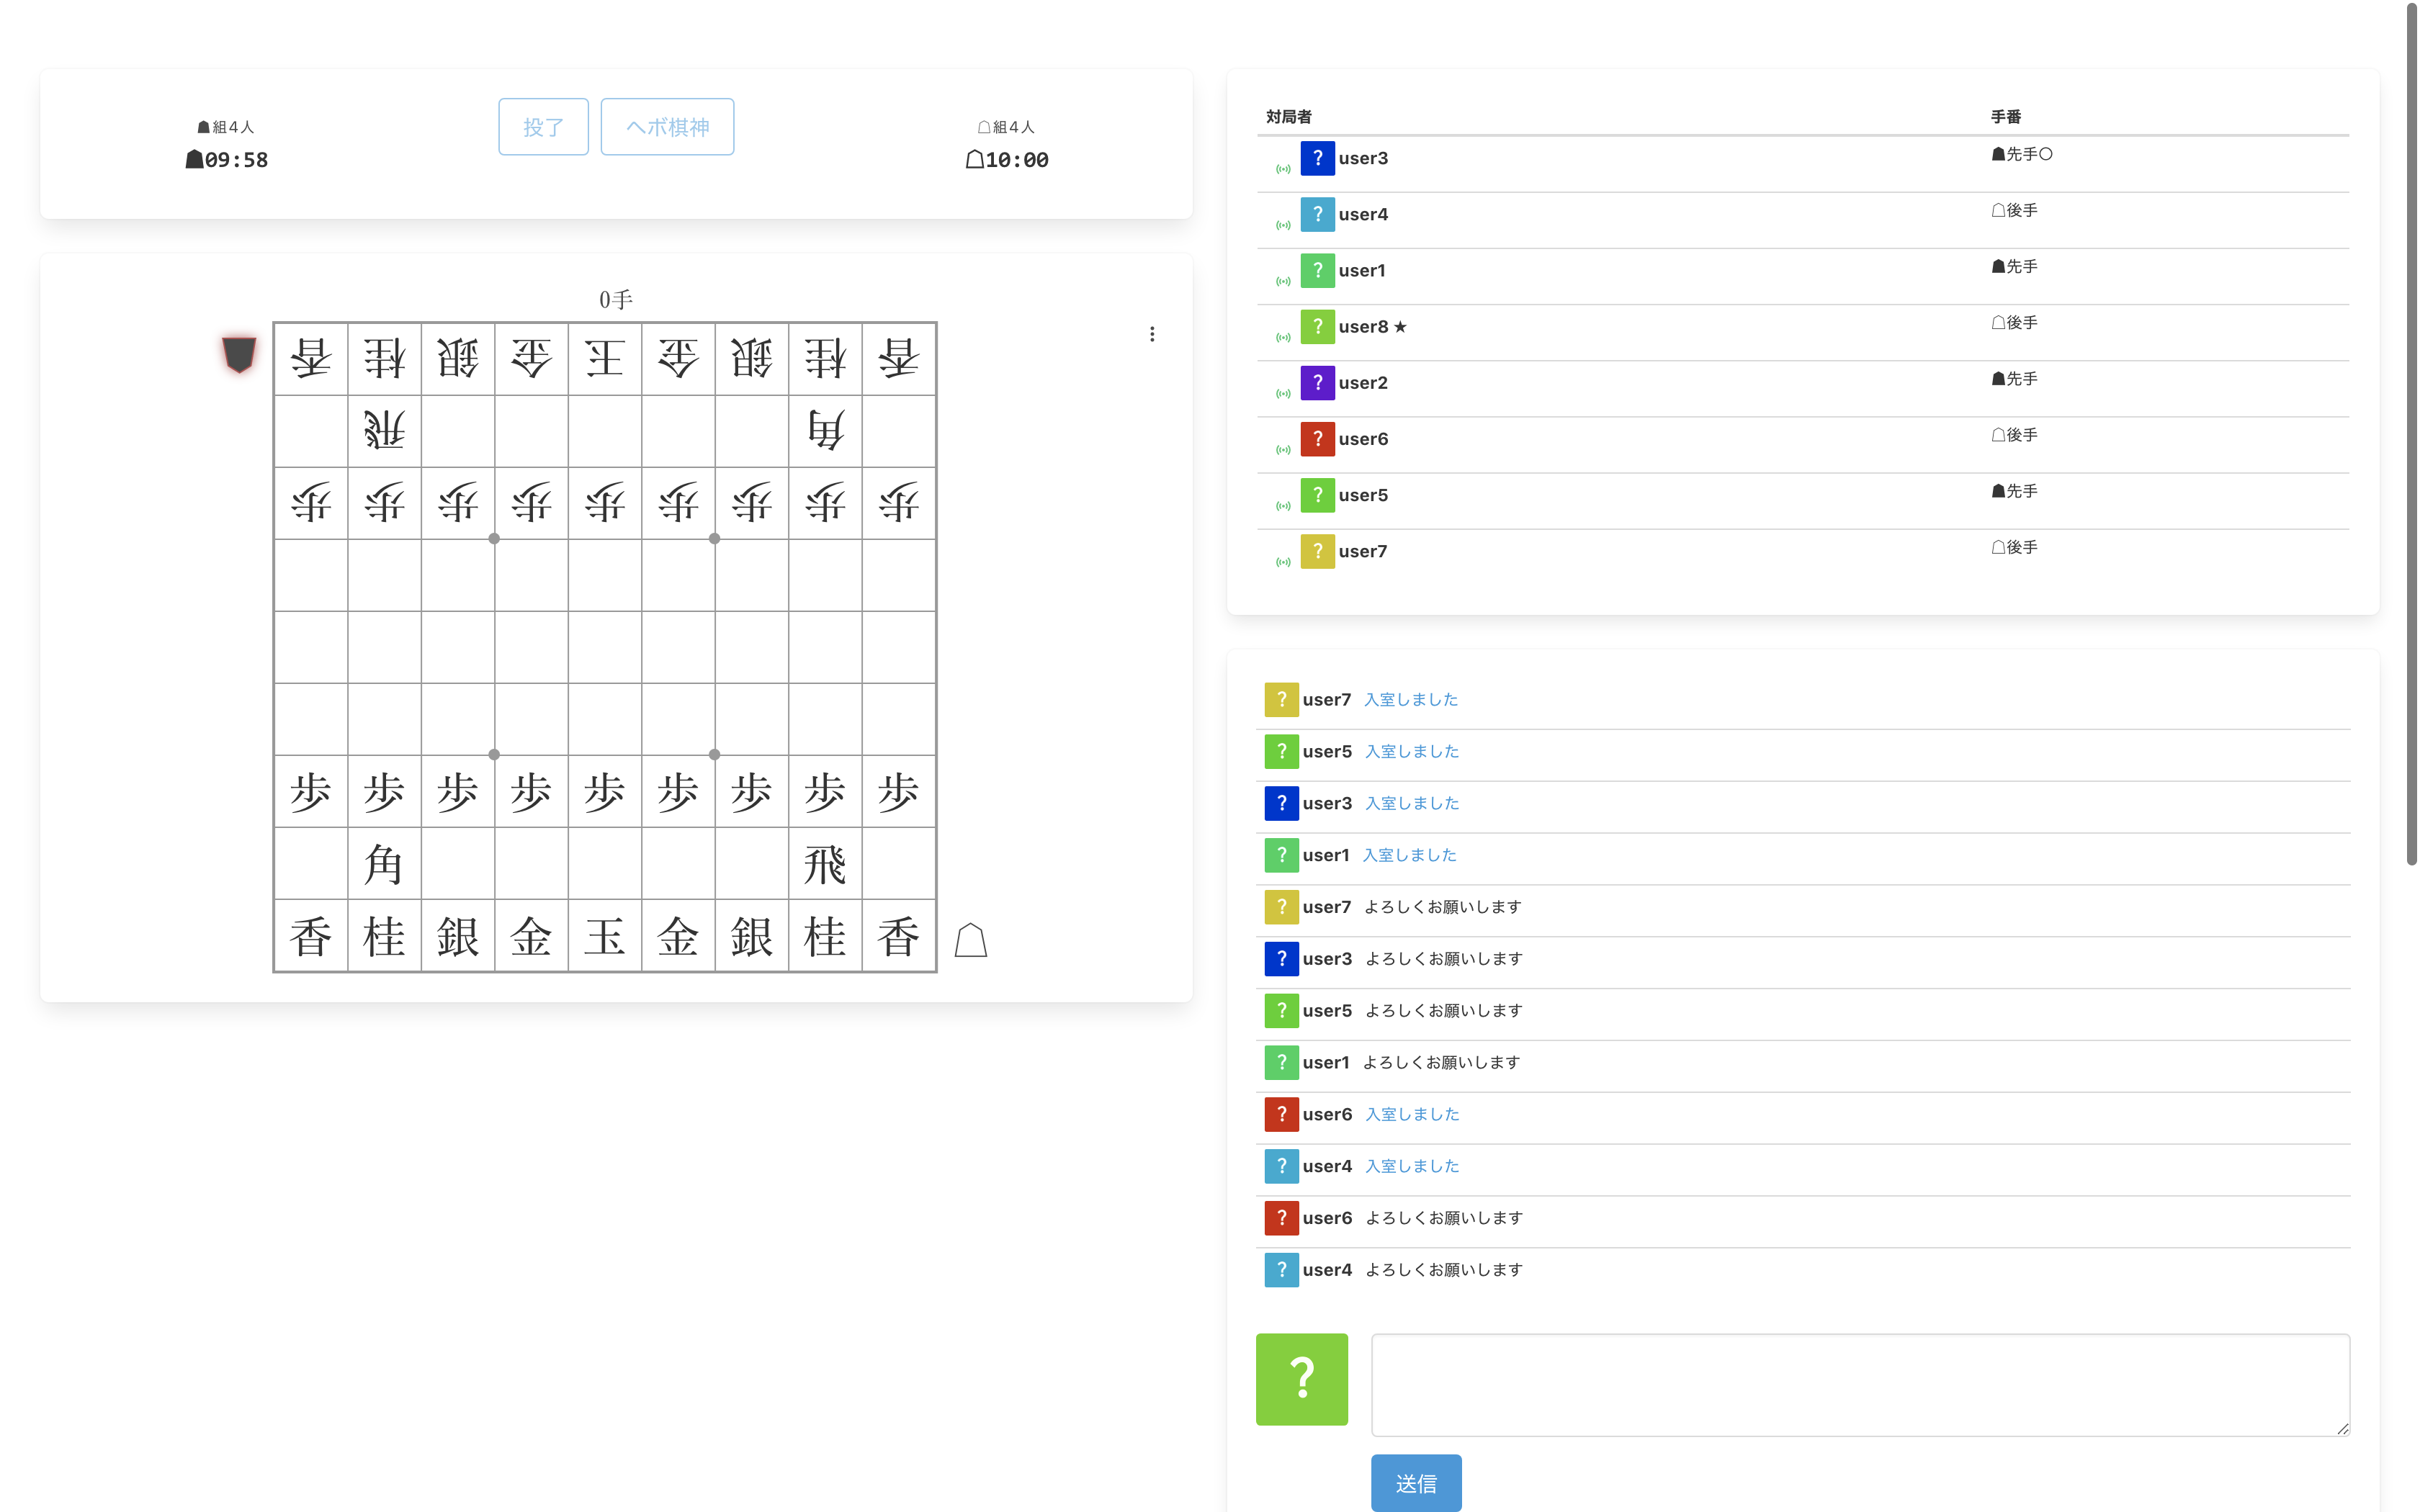 ☗組4人
☗09:58
投了
ヘボ棋神
☖組4人
☖10:00
0手
香桂銀金王金銀桂香
飛角
歩歩歩歩歩歩歩歩歩
歩歩歩歩歩歩歩歩歩
角飛
香桂銀金玉金銀桂香
対局者 手番
? user3 ☗先手○
? user4 ☖後手
? user1 ☗先手
? user8 ★ ☖後手
? user2 ☗先手
? user6 ☖後手
? user5 ☗先手
? user7 ☖後手
? user7 入室しました
? user5 入室しました
? user3 入室しました
? user1 入室しました
? user7 よろしくお願いします
? user3 よろしくお願いします
? user5 よろしくお願いします
? user1 よろしくお願いします
? user6 入室しました
? user4 入室しました
? user6 よろしくお願いします
? user4 よろしくお願いします
?
送信